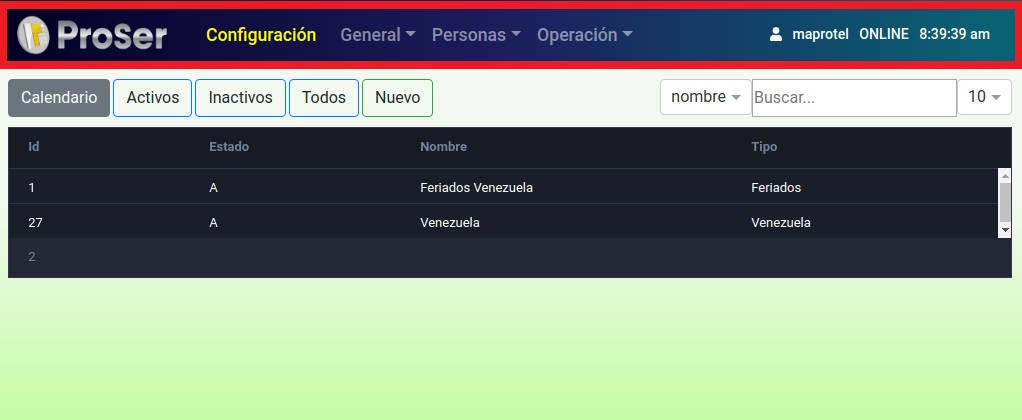 ProSer Configuración General Personas Operación maprotel ONLINE 8:39:39 am
Calendario Activos Inactivos Todos Nuevo nombre Buscar... 10
Id Estado Nombre Tipo
1 A Feriados Venezuela Feriados
27 A Venezuela Venezuela
2